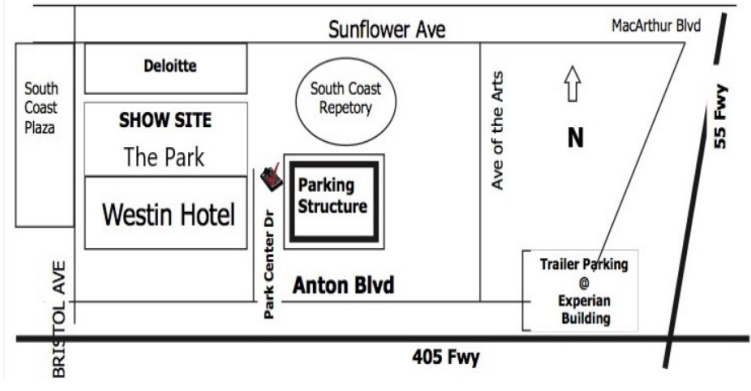 Sunflower Ave
MacArthur Blvd
South
Coast
Plaza
Deloitte
South Coast
Repetory
Ave of the Arts
N
55 Fwy
SHOW SITE
The Park
Westin Hotel
Park Center Dr
Parking
Structure
Trailer Parking
@
Experian
Building
Anton Blvd
BRISTOL AVE
405 Fwy